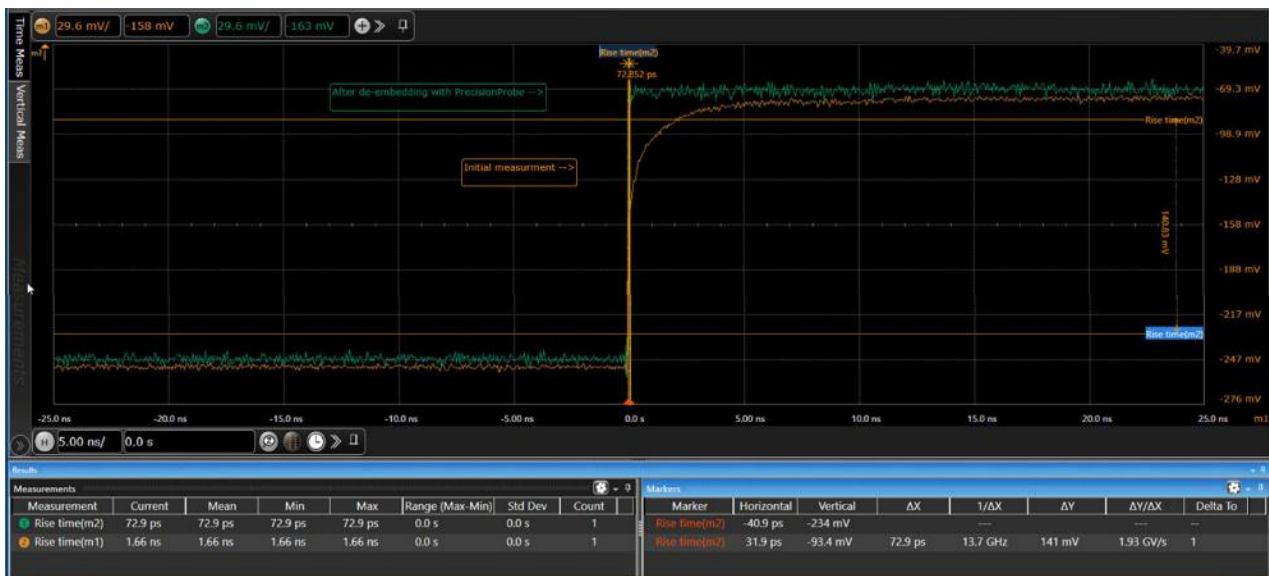 Time Meas
Vertical Meas
Measurements
m1 29.6 mV/ -158 mV m2 29.6 mV/ -163 mV
m1
Rise time(m2)
72.852 ps
After de-embedding with PrecisionProbe -->
Initial measurment -->
Rise time(m2)
140.63 mV
Rise time(m2)
-39.7 mV
-69.3 mV
-98.9 mV
-128 mV
-158 mV
-188 mV
-217 mV
-247 mV
-276 mV
-25.0 ns -20.0 ns -15.0 ns -10.0 ns -5.00 ns 0.0 s 5.00 ns 10.0 ns 15.0 ns 20.0 ns 25.0 ns m1
H 5.00 ns/ 0.0 s
Results
Measurements
Measurement Current Mean Min Max Range (Max-Min) Std Dev Count
1 Rise time(m2) 72.9 ps 72.9 ps 72.9 ps 72.9 ps 0.0 s 0.0 s 1
2 Rise time(m1) 1.66 ns 1.66 ns 1.66 ns 1.66 ns 0.0 s 0.0 s 1
Markers
Marker Horizontal Vertical ΔX 1/ΔX ΔY ΔY/ΔX Delta To
Rise time(m2) -40.9 ps -234 mV --- --- --
Rise time(m2) 31.9 ps -93.4 mV 72.9 ps 13.7 GHz 141 mV 1.93 GV/s 1